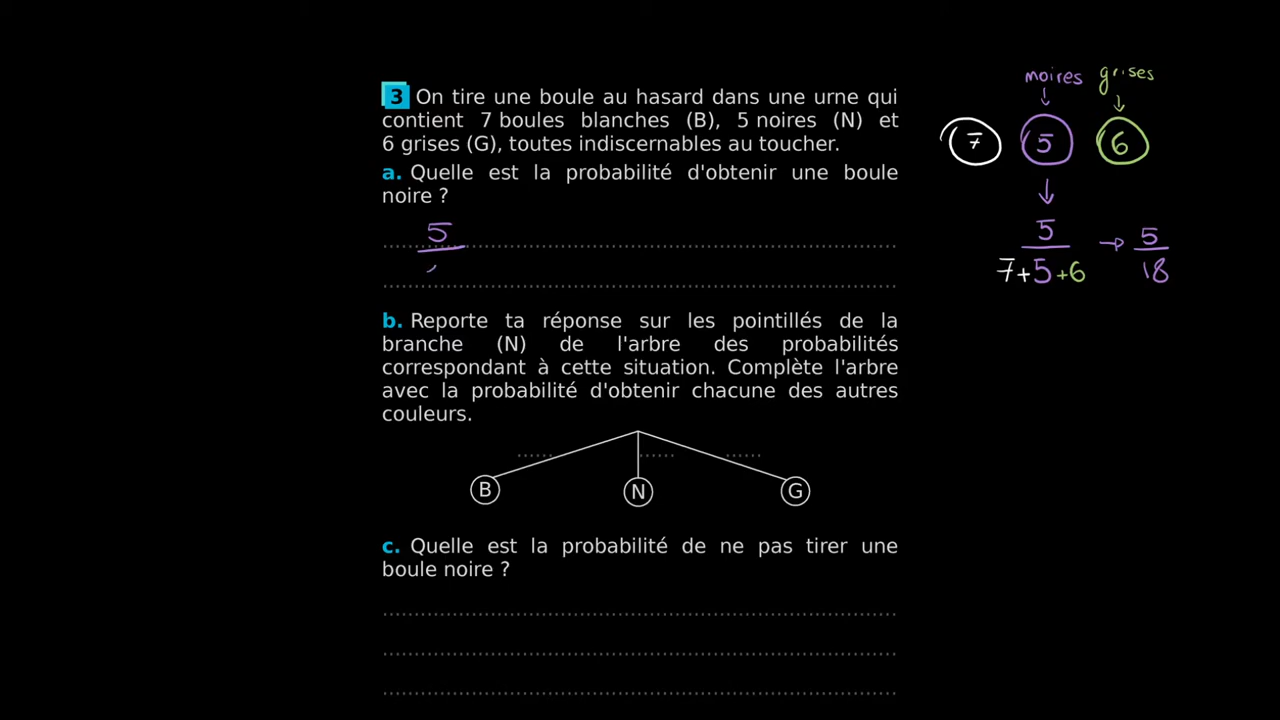 3 On tire une boule au hasard dans une urne qui
contient 7 boules blanches (B), 5 noires (N) et
6 grises (G), toutes indiscernables au toucher.
a. Quelle est la probabilité d'obtenir une boule
noire ?
5
b. Reporte ta réponse sur les pointillés de la
branche (N) de l'arbre des probabilités
correspondant à cette situation. Complète l'arbre
avec la probabilité d'obtenir chacune des autres
couleurs.
B N G
c. Quelle est la probabilité de ne pas tirer une
boule noire ?
noires grises
7 5 6
5 → 5
7+5+6 18